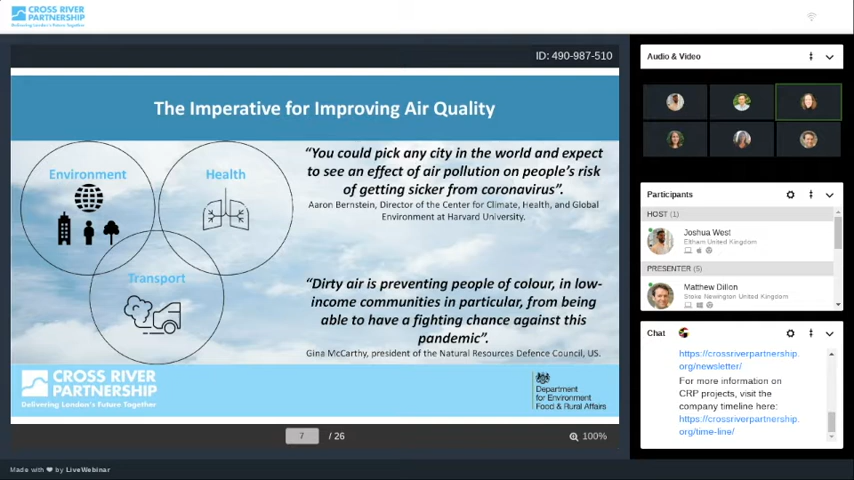 CROSS RIVER
PARTNERSHIP
Delivering London's Future Together
ID: 490-987-510
The Imperative for Improving Air Quality
Environment
Health
Transport
“You could pick any city in the world and expect
to see an effect of air pollution on people’s risk
of getting sicker from coronavirus”.
Aaron Bernstein, Director of the Center for Climate, Health, and Global
Environment at Harvard University.
“Dirty air is preventing people of colour, in low-
income communities in particular, from being
able to have a fighting chance against this
pandemic”.
Gina McCarthy, president of the Natural Resources Defence Council, US.
CROSS RIVER
PARTNERSHIP
Delivering London's Future Together
Department
for Environment
Food & Rural Affairs
7 / 26
100%
Audio & Video
Participants
HOST (1)
Joshua West
Eltham United Kingdom
PRESENTER (5)
Matthew Dillon
Stoke Newington United Kingdom
Chat
https://crossriverpartnership.
org/newsletter/
For more information on
CRP projects, visit the
company timeline here:
https://crossriverpartnership.
org/time-line/
Made with ❤ by LiveWebinar